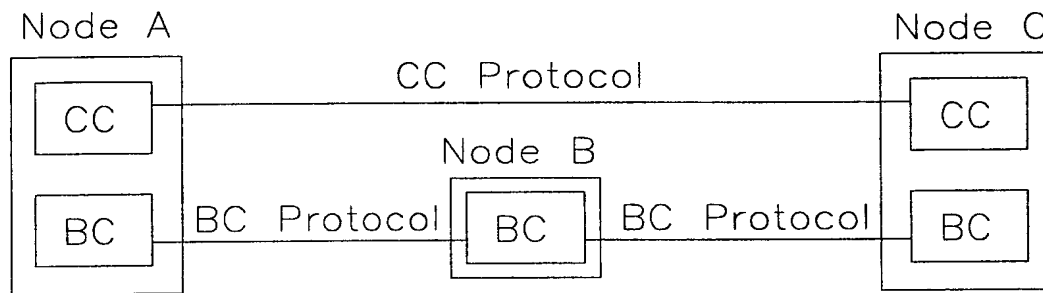 Node A
Node C
CC Protocol
CC
CC
Node B
BC
BC Protocol
BC
BC Protocol
BC